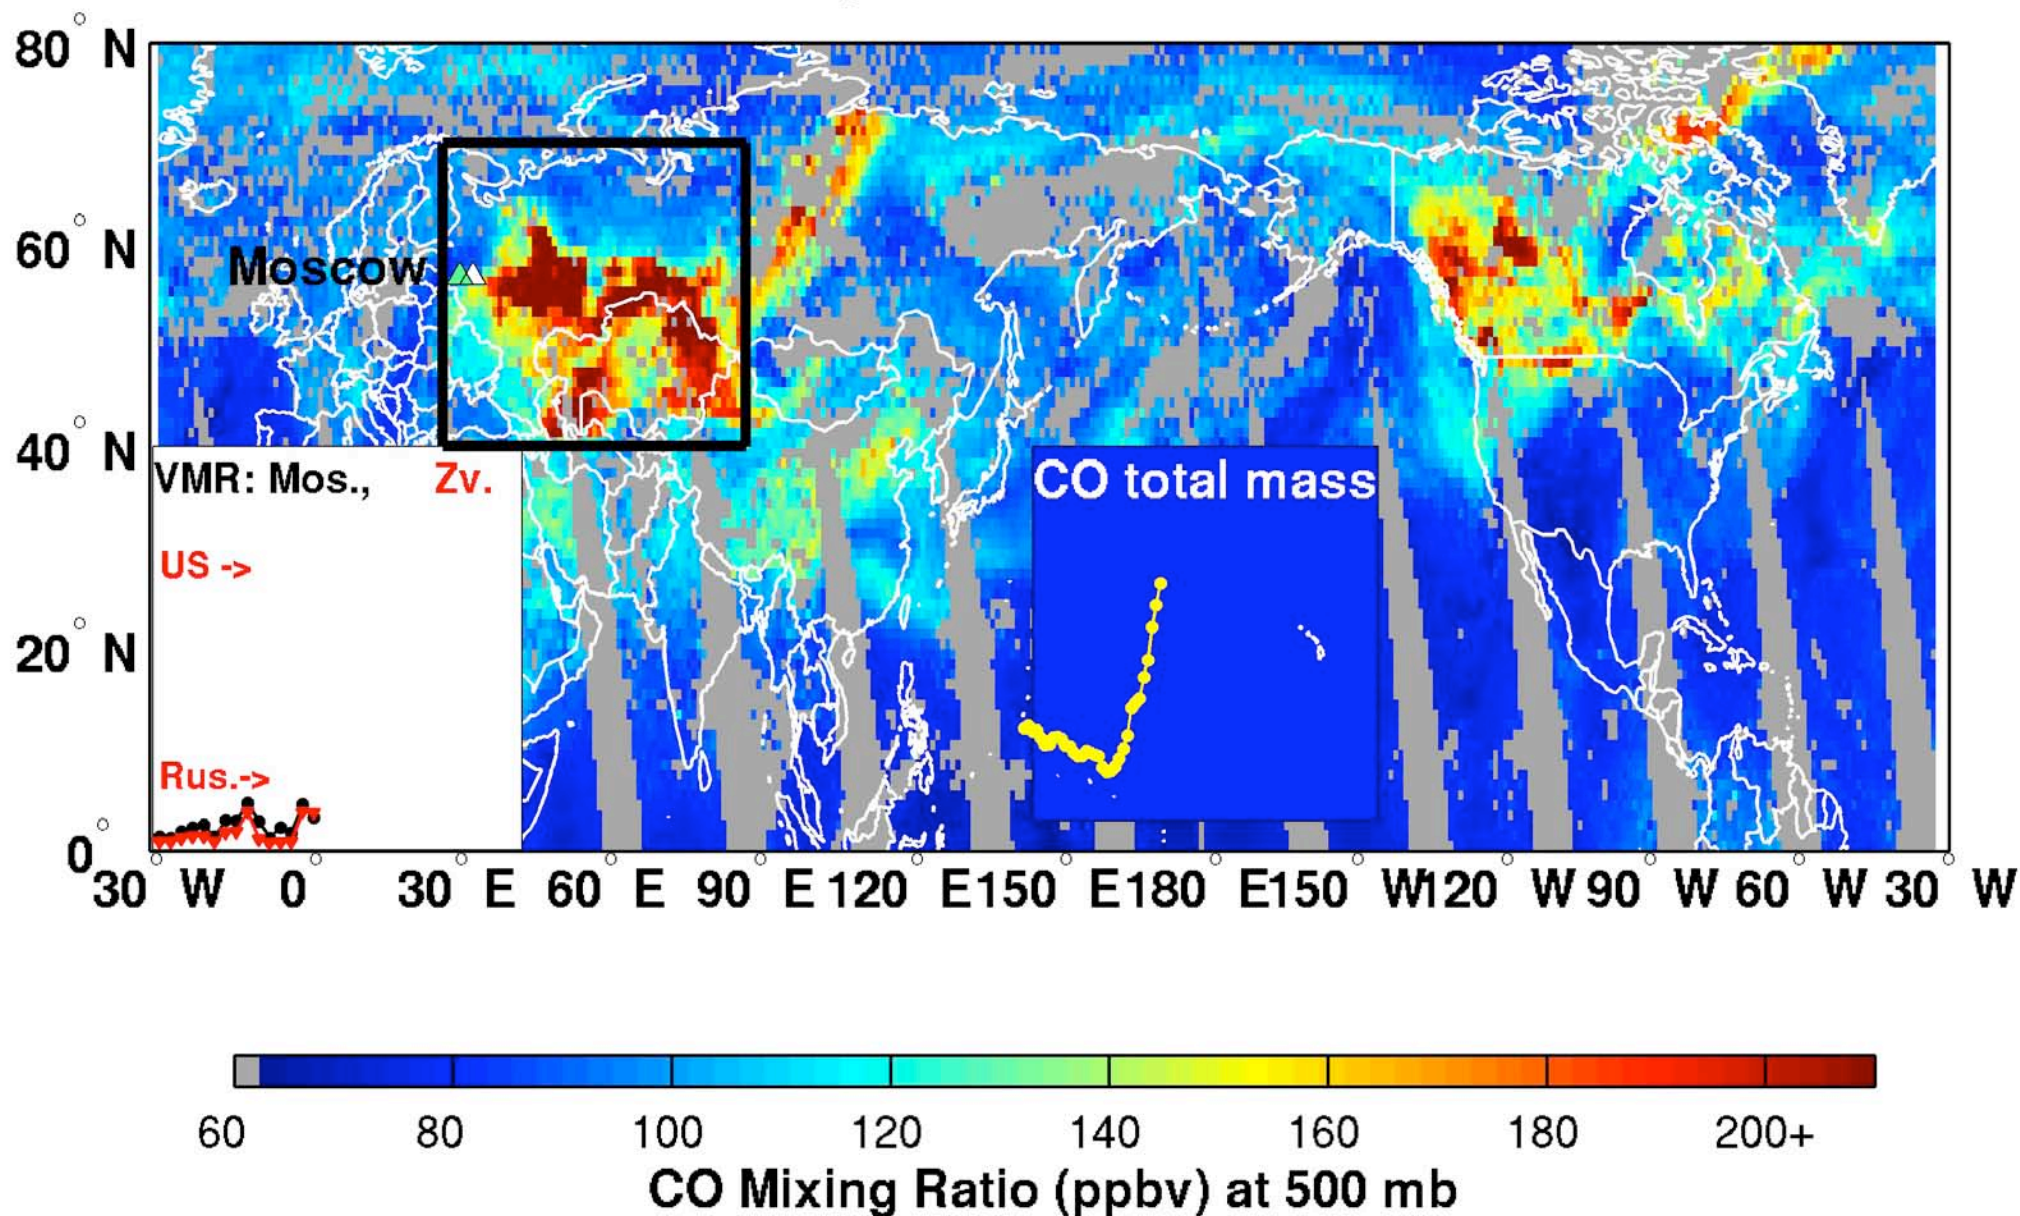 80° N
60° N
Moscow
40° N
VMR: Mos., Zv.
CO total mass
US ->
20° N
Rus.->
0°
30° W 0° 30° E 60° E 90° E 120° E 150° E 180° E 150° W 120° W 90° W 60° W 30° W
60 80 100 120 140 160 180 200+
CO Mixing Ratio (ppbv) at 500 mb